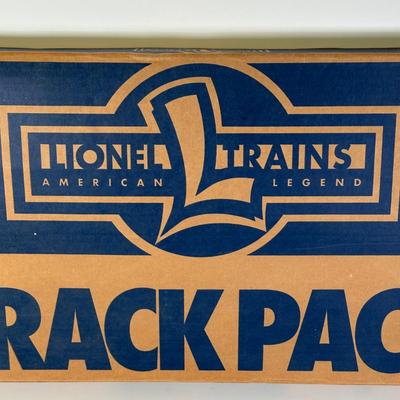 LIONEL L TRAINS
AMERICAN LEGEND
RACK PAC